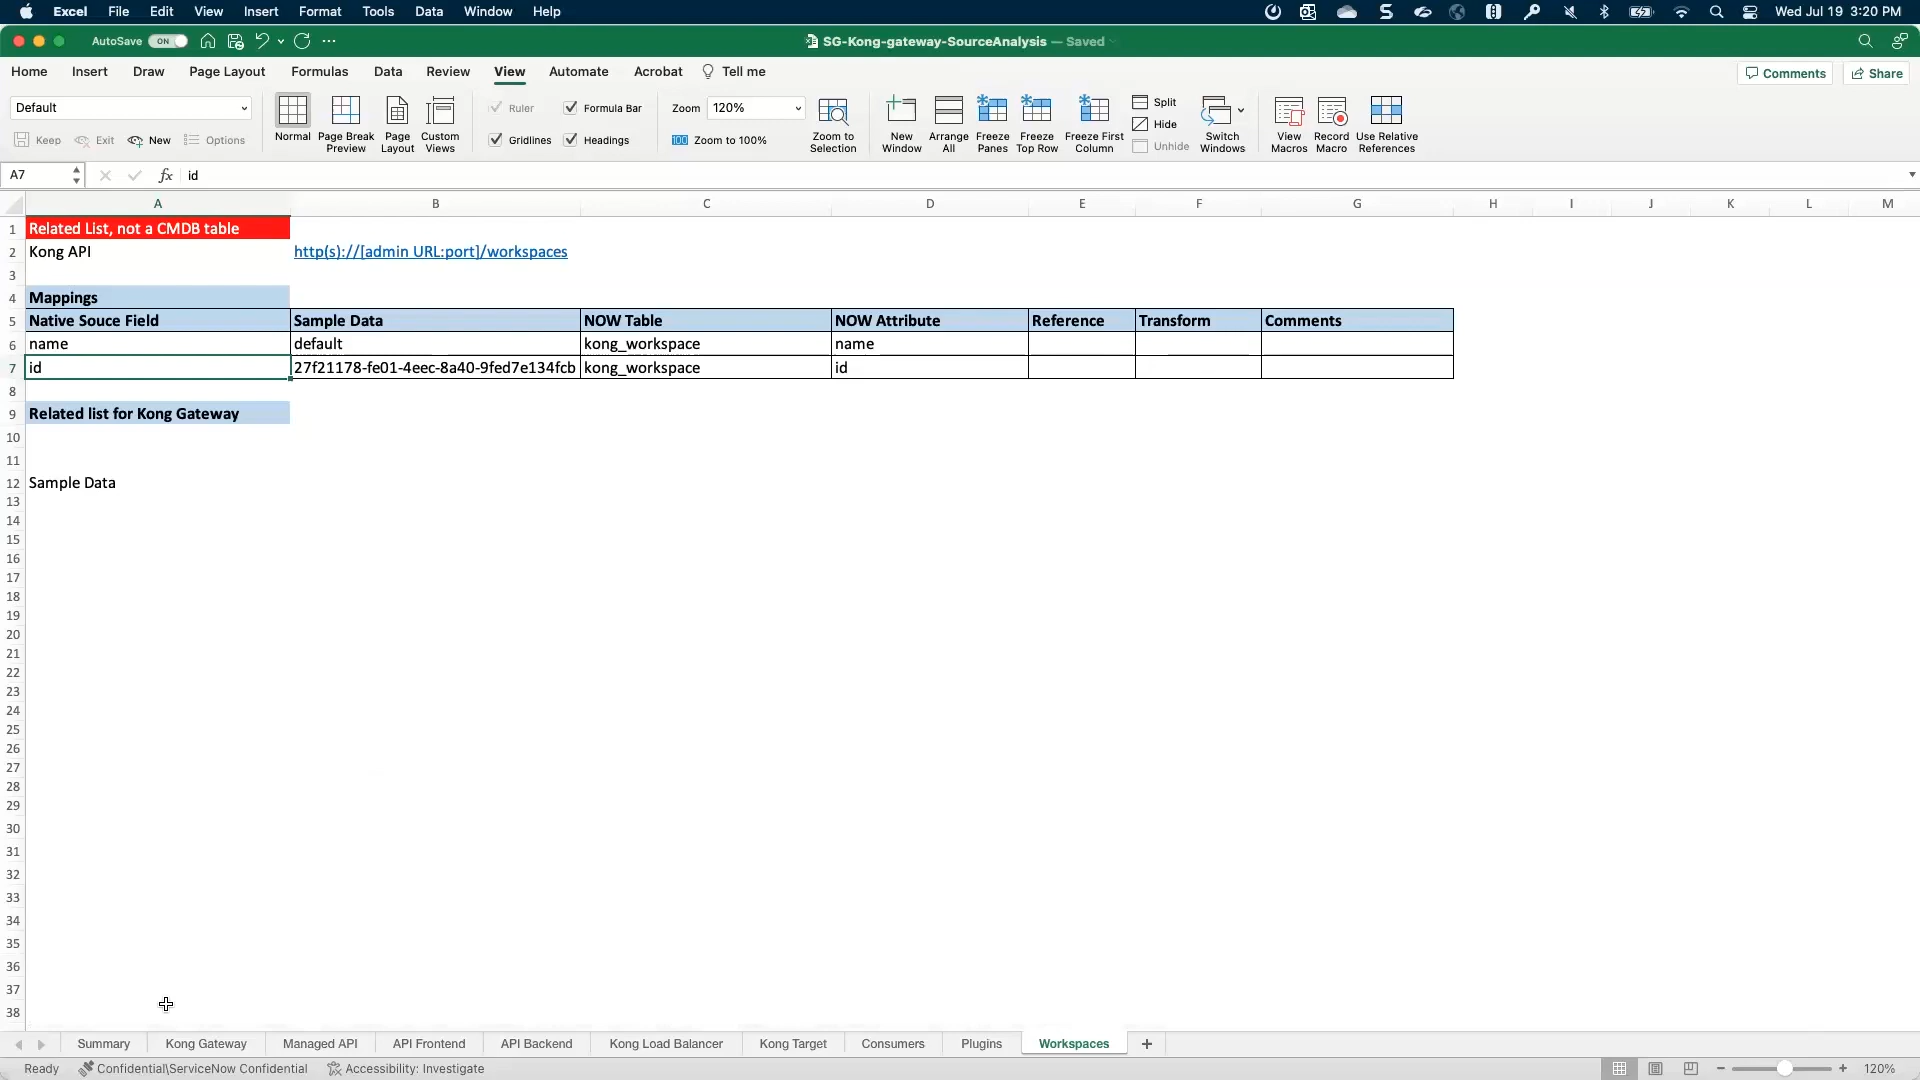 Excel File Edit View Insert Format Tools Data Window Help Wed Jul 19 3:20 PM
AutoSave ON SG-Kong-gateway-SourceAnalysis — Saved
Home Insert Draw Page Layout Formulas Data Review View Automate Acrobat Tell me Comments Share
Default Ruler Formula Bar Zoom 120% Split
Hide
Keep Exit New Options Normal Page Break Preview Page Layout Custom Views Gridlines Headings 100 Zoom to 100% Zoom to Selection New Window Arrange All Freeze Panes Freeze Top Row Freeze First Column Unhide Switch Windows View Macros Record Macro Use Relative References
A7 fx id
A B C D E F G H I J K L M
1 Related List, not a CMDB table
2 Kong API http(s)://[admin URL:port]/workspaces
3
4 Mappings
5 Native Souce Field Sample Data NOW Table NOW Attribute Reference Transform Comments
6 name default kong_workspace name
7 id 27f21178-fe01-4eec-8a40-9fed7e134fcb kong_workspace id
8
9 Related list for Kong Gateway
10
11
12 Sample Data
13
14
15
16
17
18
19
20
21
22
23
24
25
26
27
28
29
30
31
32
33
34
35
36
37
38
Summary Kong Gateway Managed API API Frontend API Backend Kong Load Balancer Kong Target Consumers Plugins Workspaces +
Ready Confidential\ServiceNow Confidential Accessibility: Investigate 120%